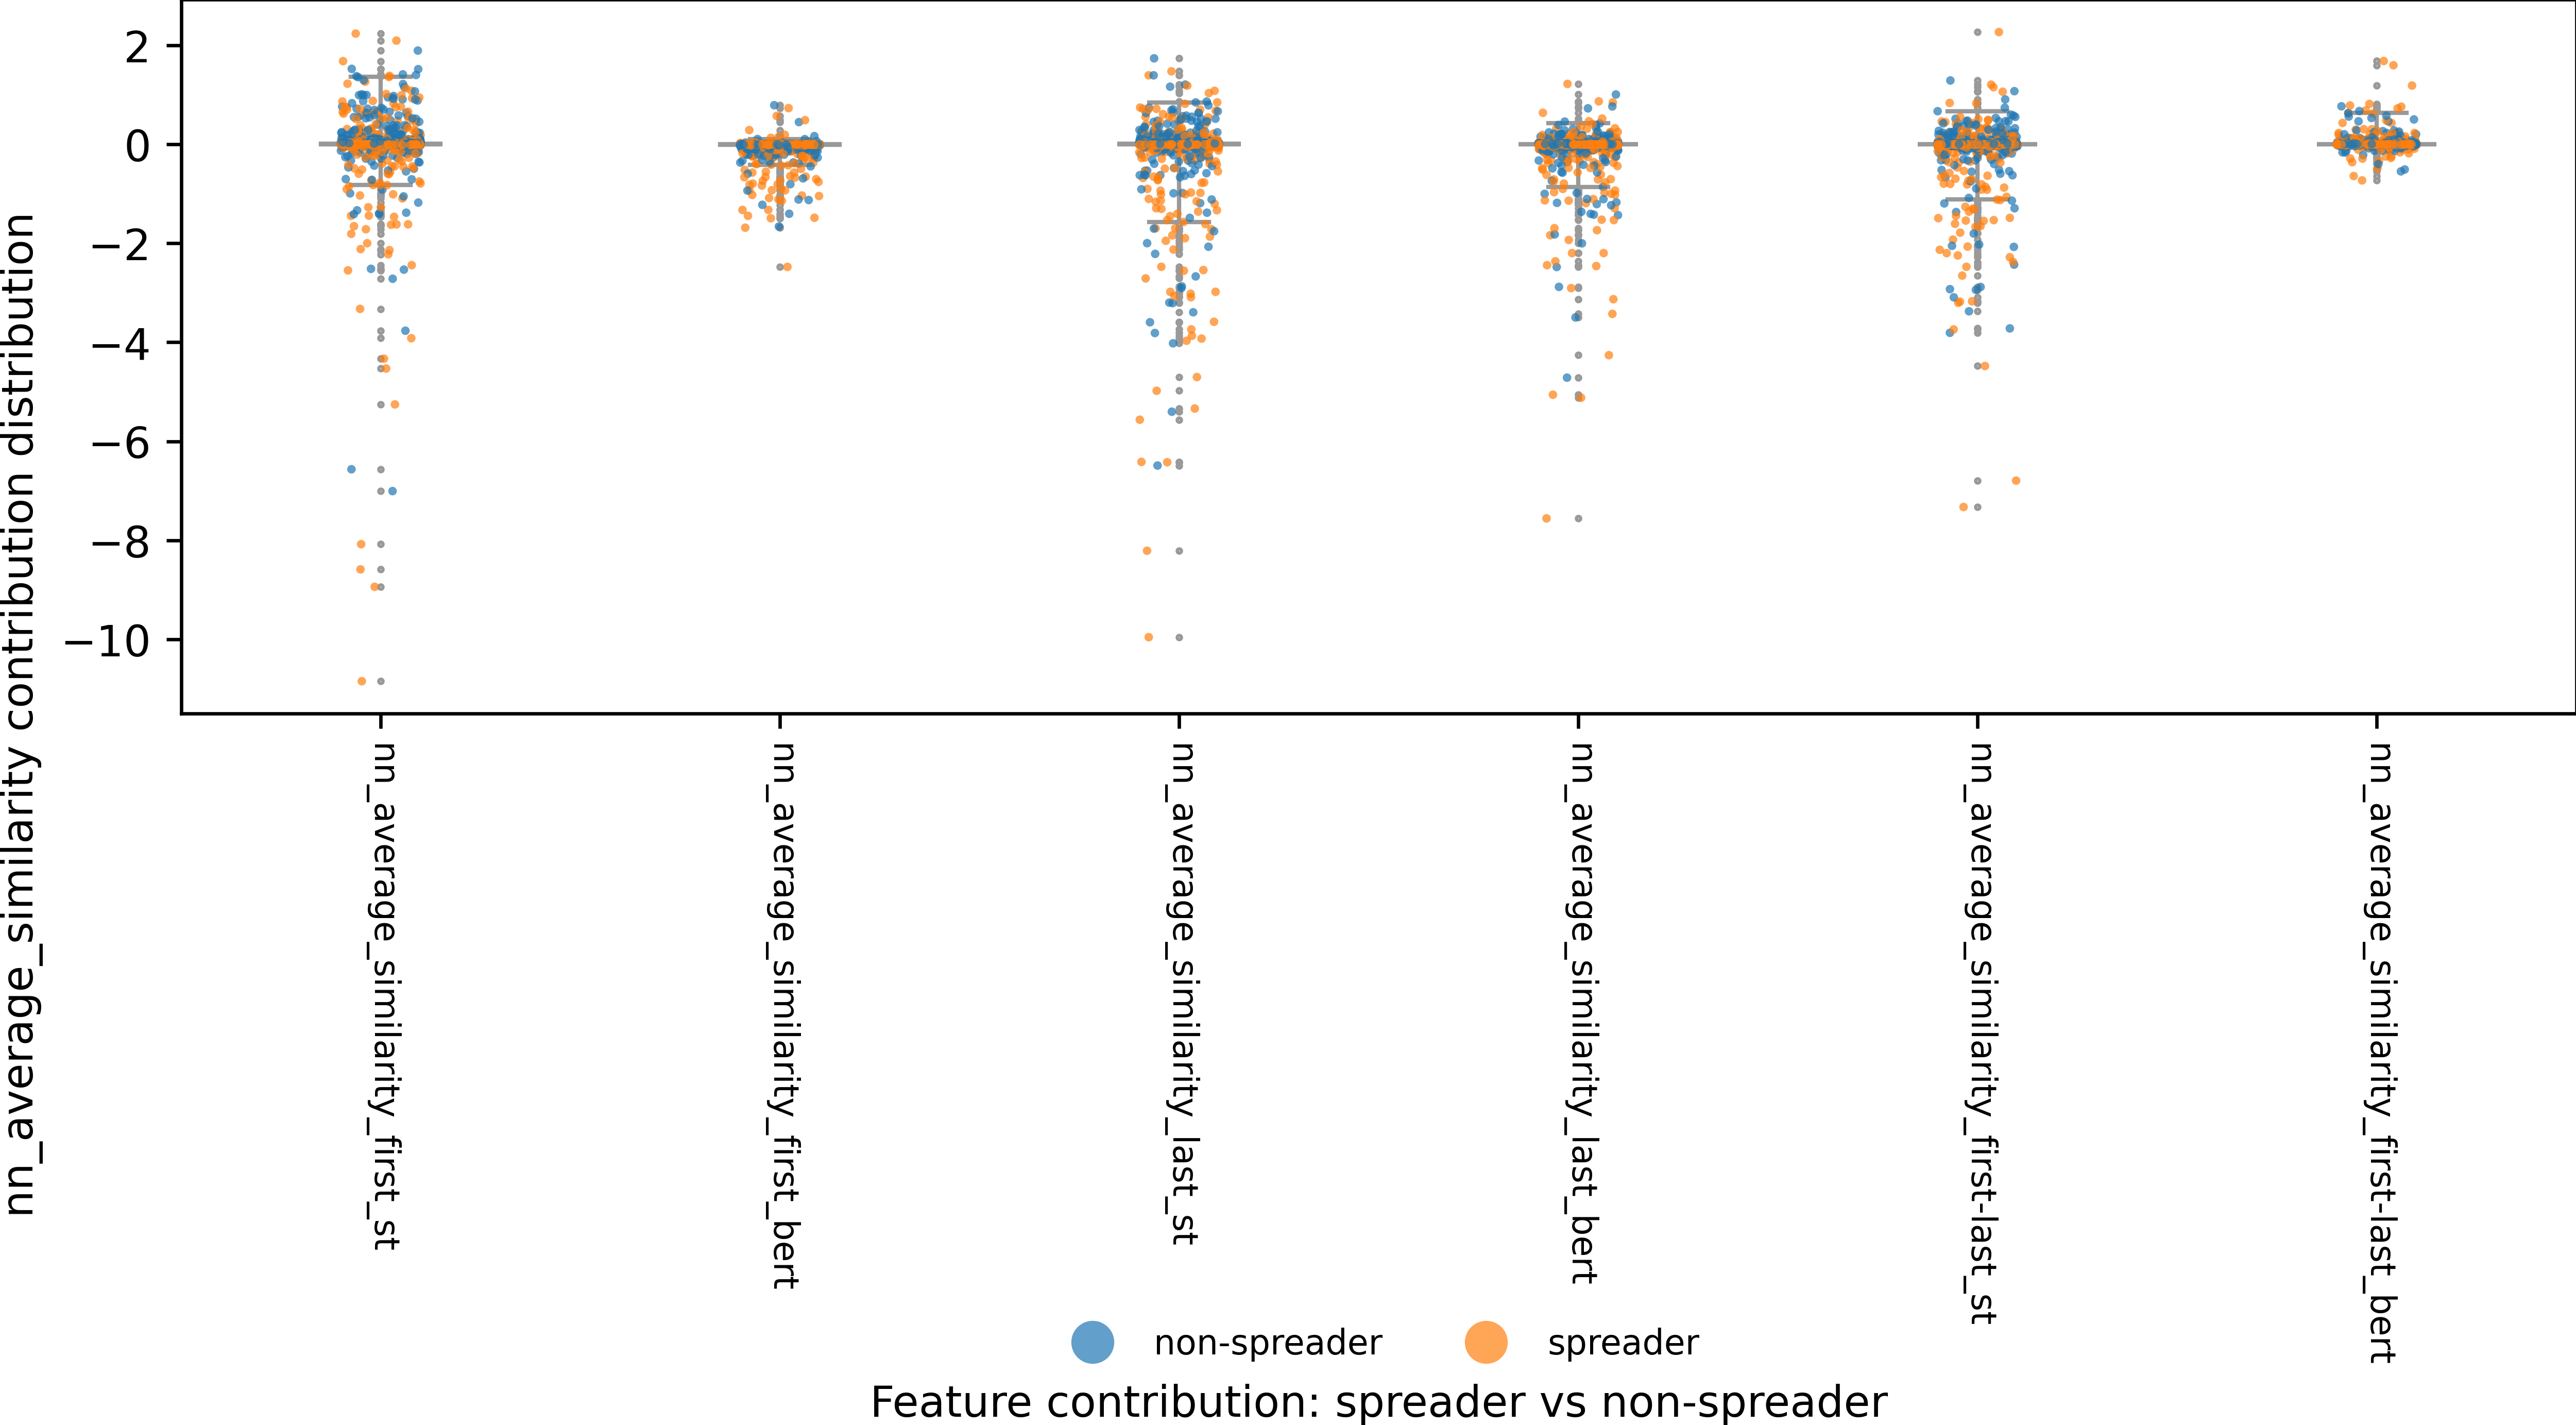 nn_average_similarity contribution distribution
2
0
−2
−4
−6
−8
−10
nn_average_similarity_first_st
nn_average_similarity_first_bert
nn_average_similarity_last_st
nn_average_similarity_last_bert
nn_average_similarity_first-last_st
nn_average_similarity_first-last_bert
non-spreader
spreader
Feature contribution: spreader vs non-spreader